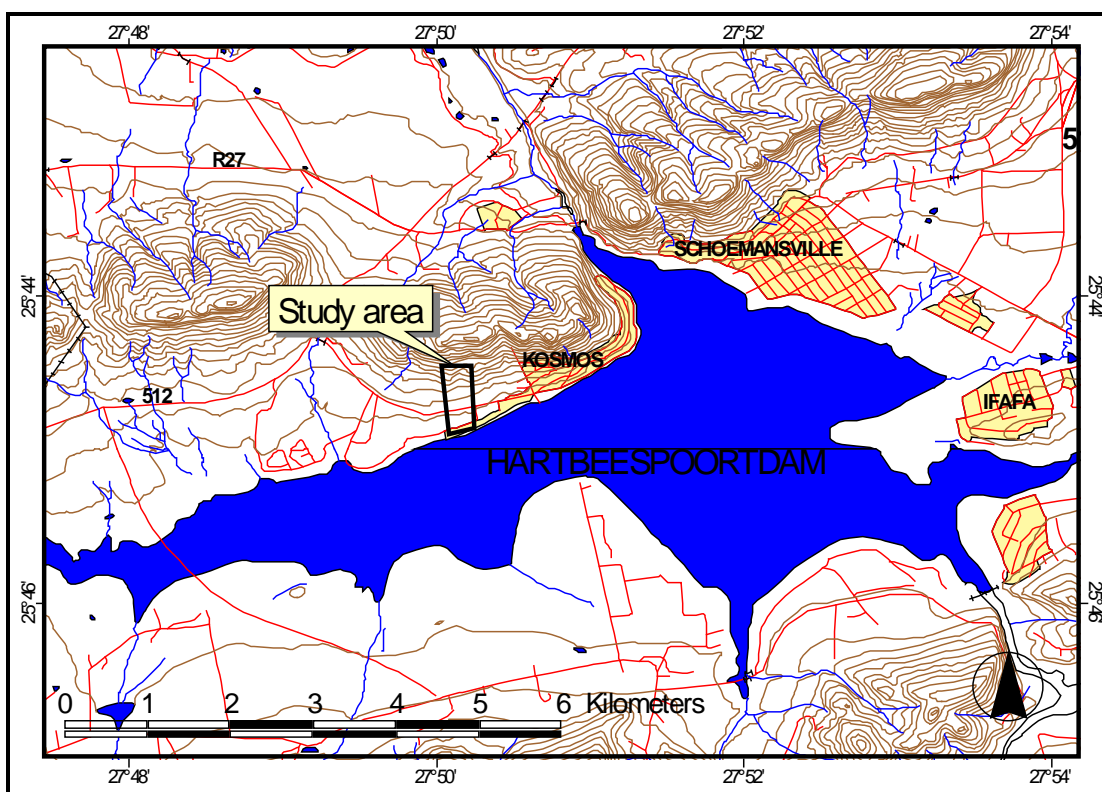 27°48' 27°50' 27°52' 27°54'
5
R27
SCHOEMANSVILLE
25°44' 25°44'
Study area
KOSMOS
512
IFAFA
HARTBEESPOORTDAM
25°46' 25°46'
0 1 2 3 4 5 6 Kilometers
27°48' 27°50' 27°52' 27°54'